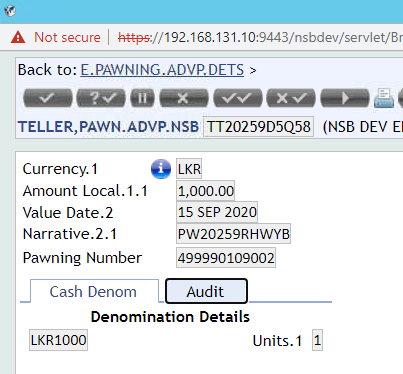 Not secure | https://192.168.131.10:9443/nsbdev/servlet/Br
Back to: E.PAWNING.ADVP.DETS >
TELLER,PAWN.ADVP.NSB TT20259D5Q58 (NSB DEV E
Currency.1 LKR
Amount Local.1.1 1,000.00
Value Date.2 15 SEP 2020
Narrative.2.1 PW20259RHWYB
Pawning Number 499990109002
Cash Denom Audit
Denomination Details
LKR1000 Units.1 1